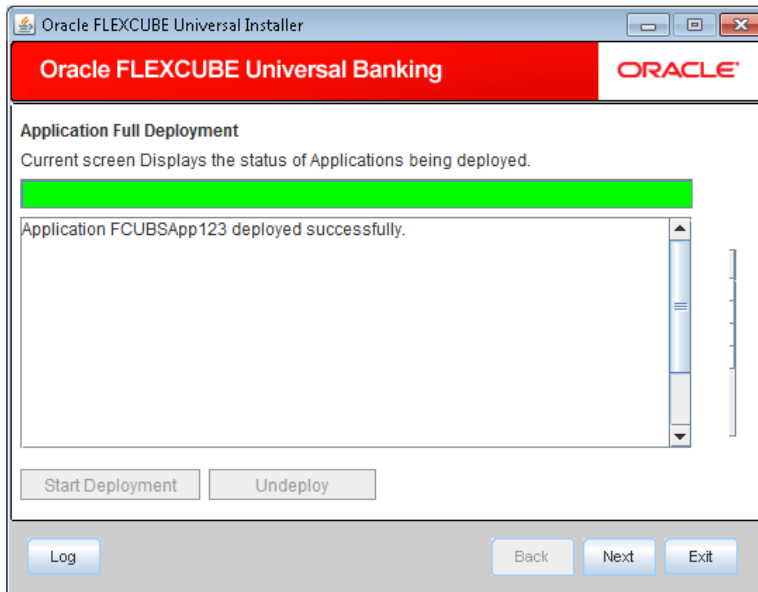 Oracle FLEXCUBE Universal Installer
Oracle FLEXCUBE Universal Banking
ORACLE
Application Full Deployment
Current screen Displays the status of Applications being deployed.
Application FCUBSApp123 deployed successfully.
Start Deployment Undeploy
Log Back Next Exit